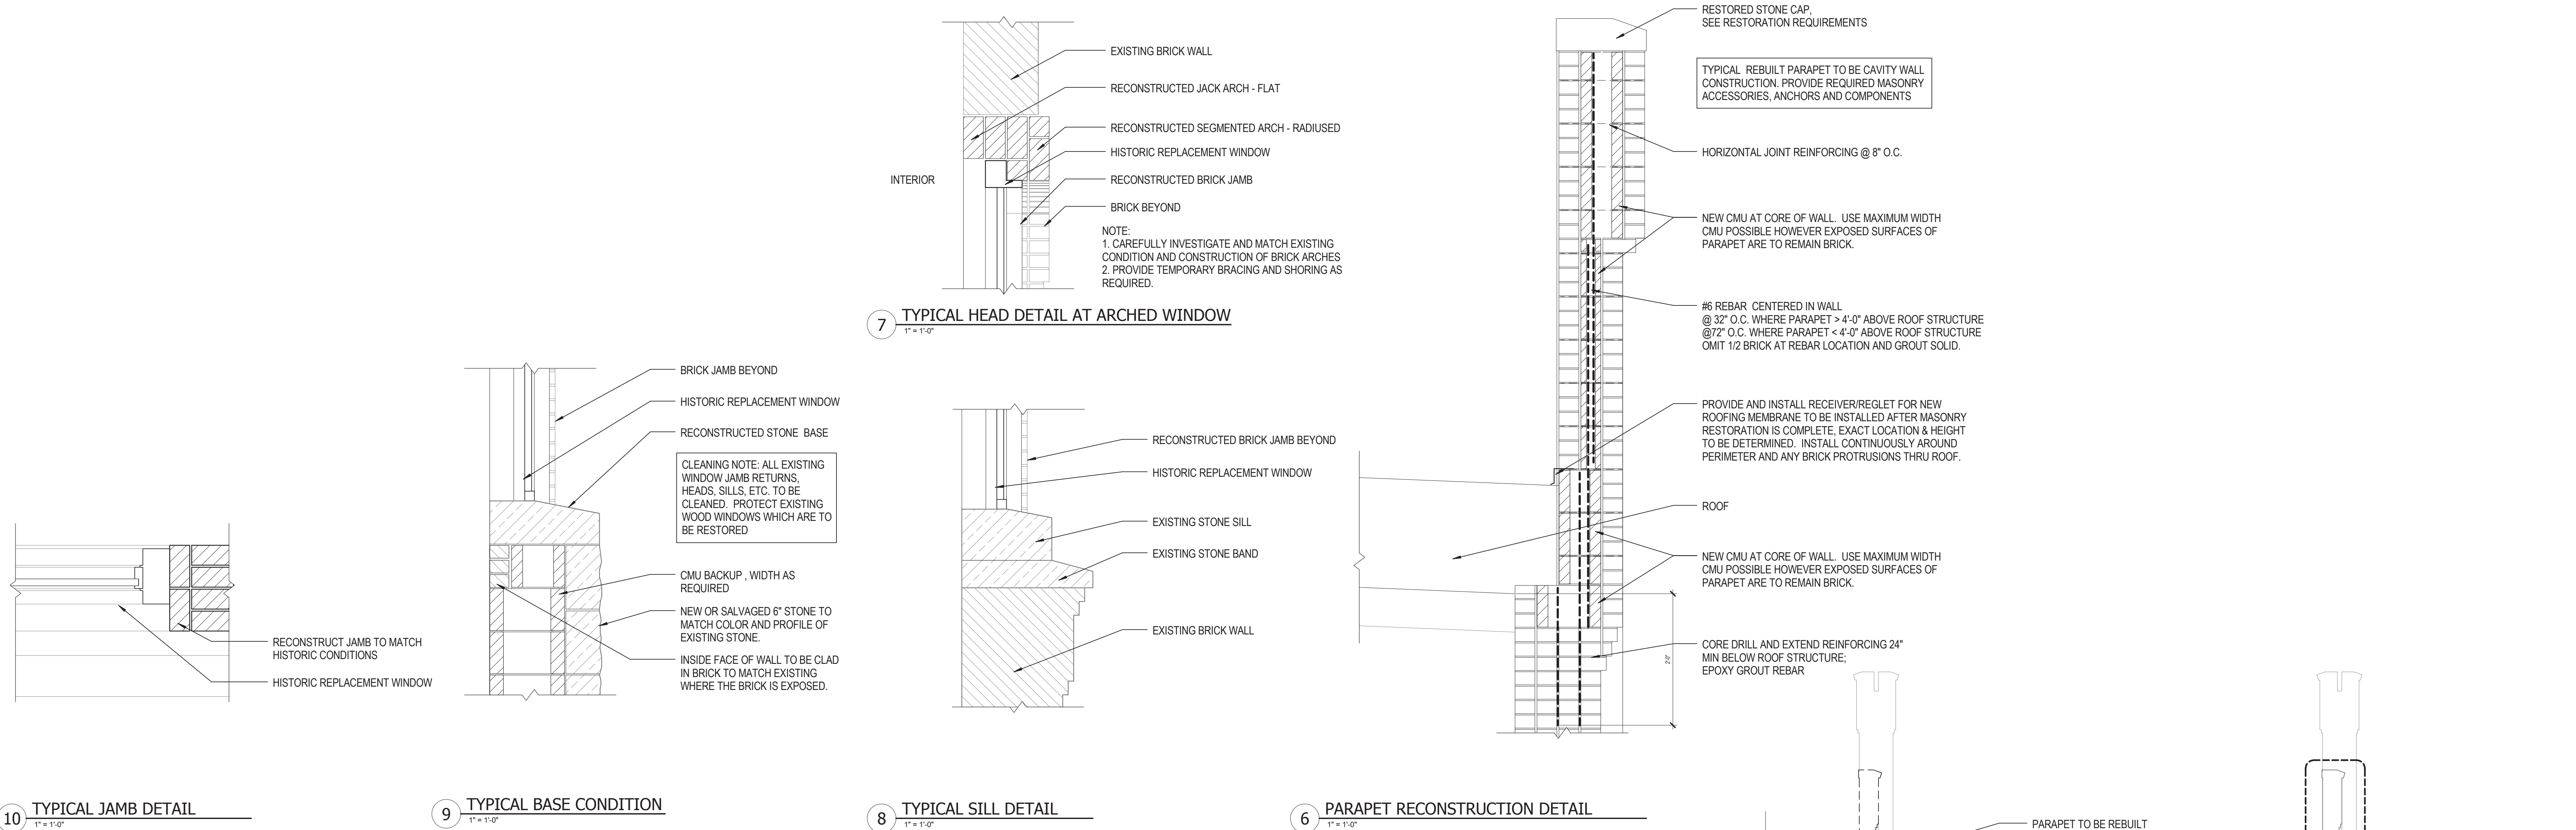 EXISTING BRICK WALL
RECONSTRUCTED JACK ARCH - FLAT
RECONSTRUCTED SEGMENTED ARCH - RADIUSED
HISTORIC REPLACEMENT WINDOW
RECONSTRUCTED BRICK JAMB
BRICK BEYOND
INTERIOR
NOTE:
1. CAREFULLY INVESTIGATE AND MATCH EXISTING
CONDITION AND CONSTRUCTION OF BRICK ARCHES
2. PROVIDE TEMPORARY BRACING AND SHORING AS
REQUIRED.
7
TYPICAL HEAD DETAIL AT ARCHED WINDOW
1" = 1'-0"
RESTORED STONE CAP,
SEE RESTORATION REQUIREMENTS
TYPICAL REBUILT PARAPET TO BE CAVITY WALL
CONSTRUCTION. PROVIDE REQUIRED MASONRY
ACCESSORIES, ANCHORS AND COMPONENTS
HORIZONTAL JOINT REINFORCING @ 8" O.C.
NEW CMU AT CORE OF WALL. USE MAXIMUM WIDTH
CMU POSSIBLE HOWEVER EXPOSED SURFACES OF
PARAPET ARE TO REMAIN BRICK.
#6 REBAR CENTERED IN WALL
@ 32" O.C. WHERE PARAPET > 4'-0" ABOVE ROOF STRUCTURE
@72" O.C. WHERE PARAPET < 4'-0" ABOVE ROOF STRUCTURE
OMIT 1/2 BRICK AT REBAR LOCATION AND GROUT SOLID.
PROVIDE AND INSTALL RECEIVER/REGLET FOR NEW
ROOFING MEMBRANE TO BE INSTALLED AFTER MASONRY
RESTORATION IS COMPLETE, EXACT LOCATION & HEIGHT
TO BE DETERMINED. INSTALL CONTINUOUSLY AROUND
PERIMETER AND ANY BRICK PROTRUSIONS THRU ROOF.
ROOF
NEW CMU AT CORE OF WALL. USE MAXIMUM WIDTH
CMU POSSIBLE HOWEVER EXPOSED SURFACES OF
PARAPET ARE TO REMAIN BRICK.
CORE DRILL AND EXTEND REINFORCING 24"
MIN BELOW ROOF STRUCTURE;
EPOXY GROUT REBAR
6
PARAPET RECONSTRUCTION DETAIL
1" = 1'-0"
BRICK JAMB BEYOND
HISTORIC REPLACEMENT WINDOW
RECONSTRUCTED STONE BASE
CLEANING NOTE: ALL EXISTING
WINDOW JAMB RETURNS,
HEADS, SILLS, ETC. TO BE
CLEANED. PROTECT EXISTING
WOOD WINDOWS WHICH ARE TO
BE RESTORED
CMU BACKUP , WIDTH AS
REQUIRED
NEW OR SALVAGED 6" STONE TO
MATCH COLOR AND PROFILE OF
EXISTING STONE.
INSIDE FACE OF WALL TO BE CLAD
IN BRICK TO MATCH EXISTING
WHERE THE BRICK IS EXPOSED.
9
TYPICAL BASE CONDITION
1" = 1'-0"
RECONSTRUCTED BRICK JAMB BEYOND
HISTORIC REPLACEMENT WINDOW
EXISTING STONE SILL
EXISTING STONE BAND
EXISTING BRICK WALL
8
TYPICAL SILL DETAIL
1" = 1'-0"
RECONSTRUCT JAMB TO MATCH
HISTORIC CONDITIONS
HISTORIC REPLACEMENT WINDOW
10
TYPICAL JAMB DETAIL
1" = 1'-0"
PARAPET TO BE REBUILT